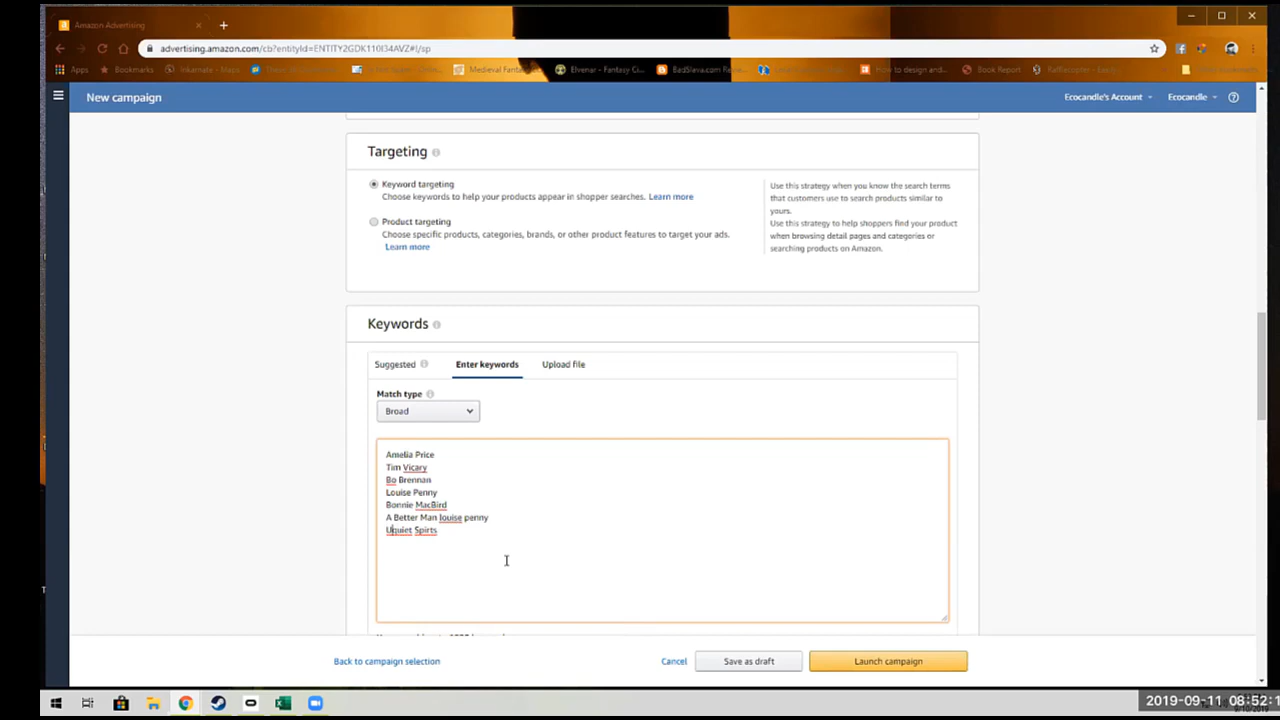 Amazon Advertising
advertising.amazon.com/cb?entityId=ENTITY2GDK110I34AVZ#/sp
Apps
Bookmarks
Inkarnate - Maps
Medieval Fantas
Elvenar - Fantasy Ci...
BadSlava.com
How to design and...
Book Report
New campaign
Ecocandle's Account
Ecocandle
Targeting
Keyword targeting
Choose keywords to help your products appear in shopper searches. Learn more
Product targeting
Choose specific products, categories, brands, or other product features to target your ads.
Learn more
Use this strategy when you know the search terms
that customers use to search products similar to
yours.
Use this strategy to help shoppers find your product
when browsing detail pages and categories or
searching products on Amazon.
Keywords
Suggested
Enter keywords
Upload file
Match type
Broad
Amelia Price
Tim Vicary
Bo Brennan
Louise Penny
Bonnie MacBird
A Better Man louise penny
Uquiet Spirts
Back to campaign selection
Cancel
Save as draft
Launch campaign
2019-09-11 08:52:1